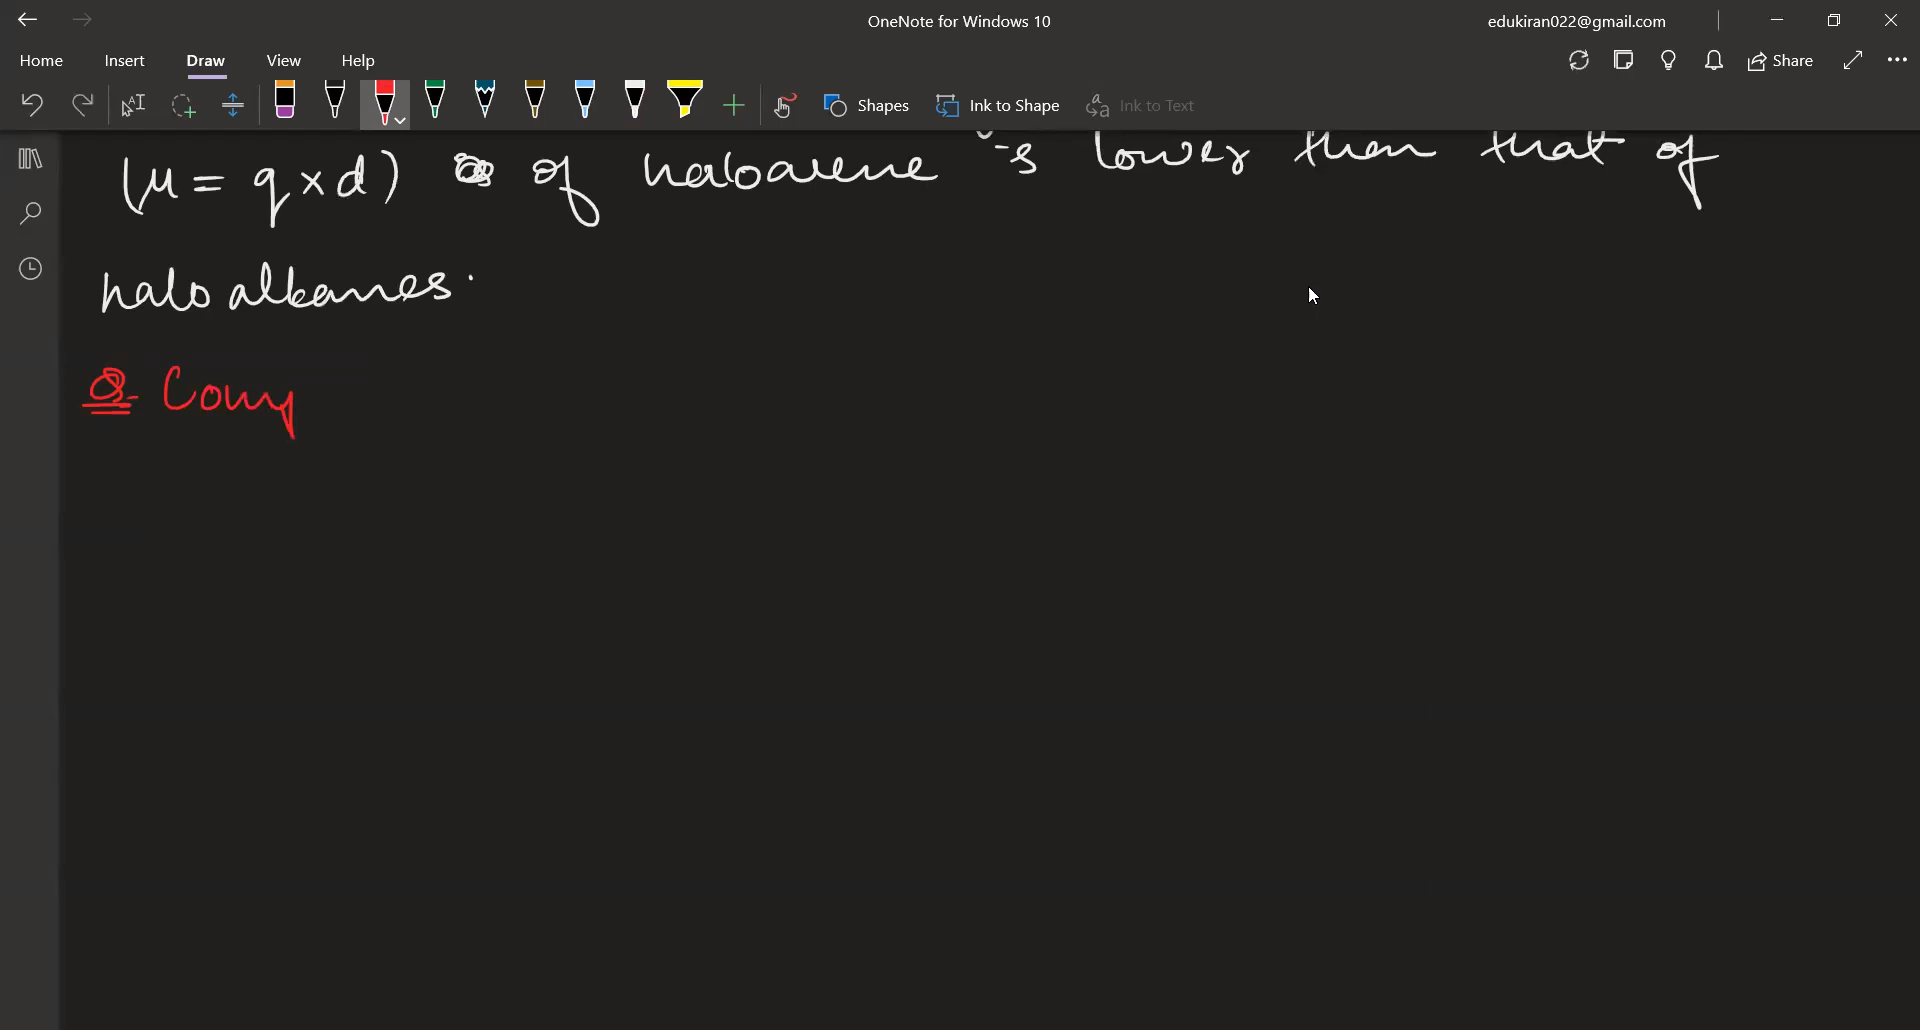 OneNote for Windows 10
edukiran022@gmail.com
Home Insert Draw View Help
Share
Shapes Ink to Shape Ink to Text
(μ = q × d) of haloarene is lower then that of
halo alkanes.
Q Comp